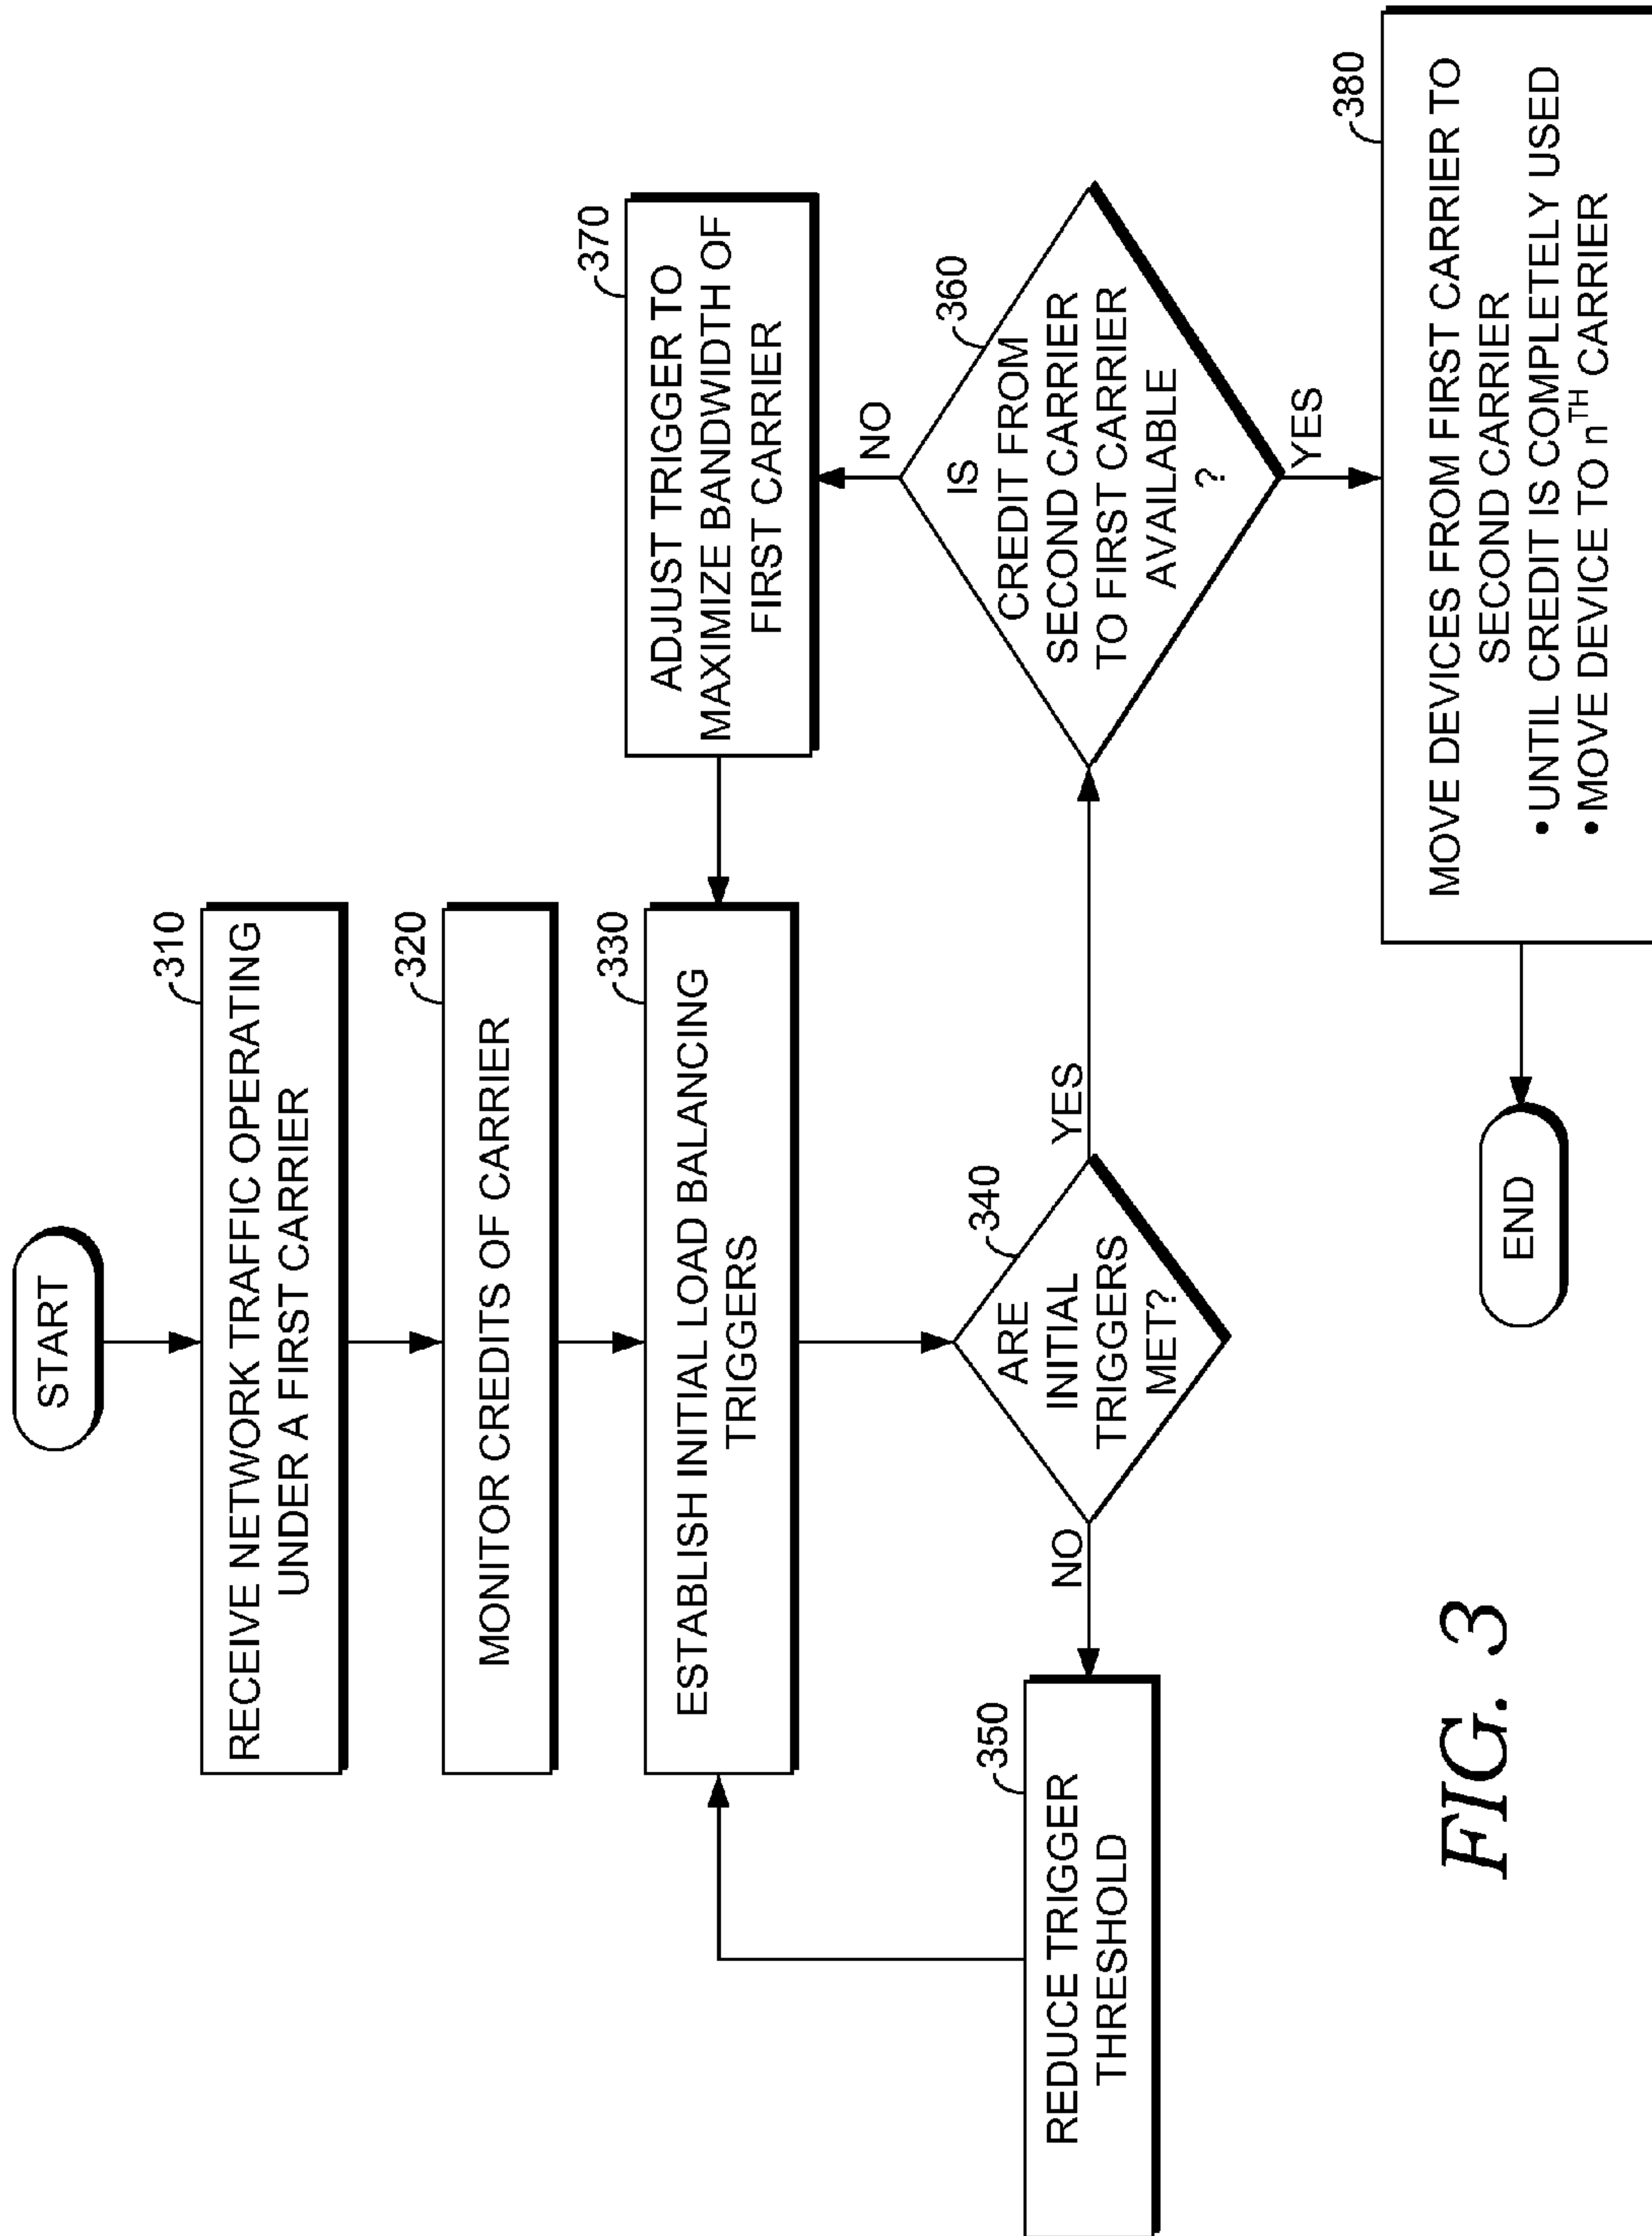 START
310
RECEIVE NETWORK TRAFFIC OPERATING
UNDER A FIRST CARRIER
320
MONITOR CREDITS OF CARRIER
330
ESTABLISH INITIAL LOAD BALANCING
TRIGGERS
340
ARE
INITIAL
TRIGGERS
MET?
NO
YES
350
REDUCE TRIGGER
THRESHOLD
360
IS
CREDIT FROM
SECOND CARRIER
TO FIRST CARRIER
AVAILABLE
?
NO
YES
370
ADJUST TRIGGER TO
MAXIMIZE BANDWIDTH OF
FIRST CARRIER
380
MOVE DEVICES FROM FIRST CARRIER TO
SECOND CARRIER
• UNTIL CREDIT IS COMPLETELY USED
• MOVE DEVICE TO nTH CARRIER
END
FIG. 3